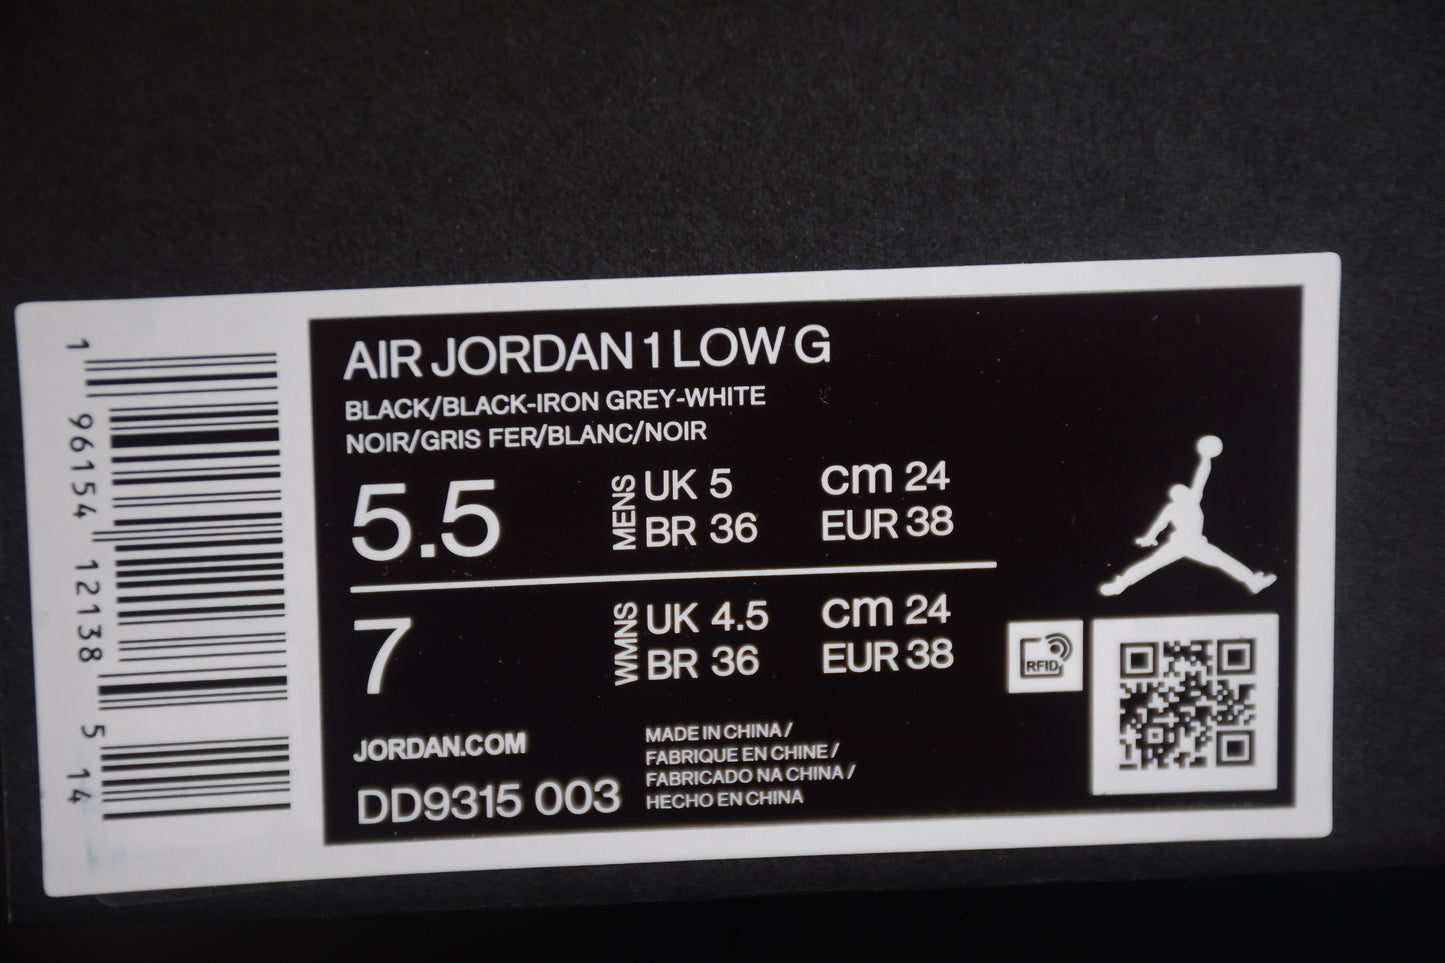 AIR JORDAN 1 LOW G
BLACK/BLACK-IRON GREY-WHITE
NOIR/GRIS FER/BLANC/NOIR
5.5 MENS UK 5 cm 24
BR 36 EUR 38
7 WMNS UK 4.5 cm 24
BR 36 EUR 38
RFID
JORDAN.COM
DD9315 003
MADE IN CHINA /
FABRIQUE EN CHINE /
FABRICADO NA CHINA /
HECHO EN CHINA
1 96154 12138 5 14